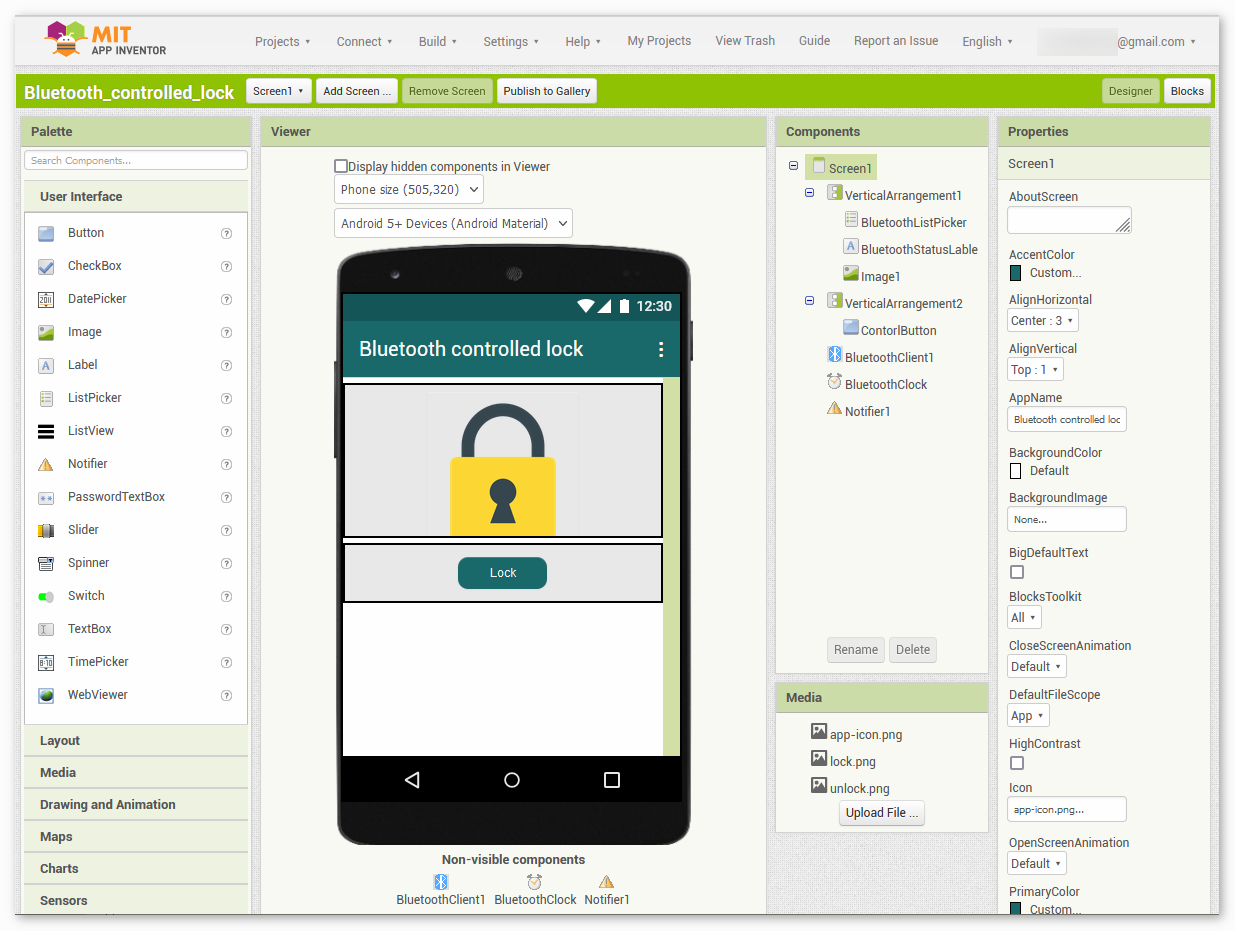 MIT
APP INVENTOR
Projects Connect Build Settings Help My Projects View Trash Guide Report an Issue English @gmail.com
Bluetooth_controlled_lock Screen1 Add Screen ... Remove Screen Publish to Gallery Designer Blocks
Palette
Search Components...
User Interface
Button ?
CheckBox ?
DatePicker ?
Image ?
Label ?
ListPicker ?
ListView ?
Notifier ?
PasswordTextBox ?
Slider ?
Spinner ?
Switch ?
TextBox ?
TimePicker ?
WebViewer ?
Layout
Media
Drawing and Animation
Maps
Charts
Sensors
Viewer
Display hidden components in Viewer
Phone size (505,320)
Android 5+ Devices (Android Material)
12:30
Bluetooth controlled lock
Lock
Non-visible components
BluetoothClient1 BluetoothClock Notifier1
Components
Screen1
VerticalArrangement1
BluetoothListPicker
BluetoothStatusLable
Image1
VerticalArrangement2
ContorlButton
BluetoothClient1
BluetoothClock
Notifier1
Rename Delete
Media
app-icon.png
lock.png
unlock.png
Upload File ...
Properties
Screen1
AboutScreen
AccentColor
Custom...
AlignHorizontal
Center : 3
AlignVertical
Top : 1
AppName
Bluetooth controlled loc
BackgroundColor
Default
BackgroundImage
None...
BigDefaultText
BlocksToolkit
All
CloseScreenAnimation
Default
DefaultFileScope
App
HighContrast
Icon
app-icon.png...
OpenScreenAnimation
Default
PrimaryColor
Custom...